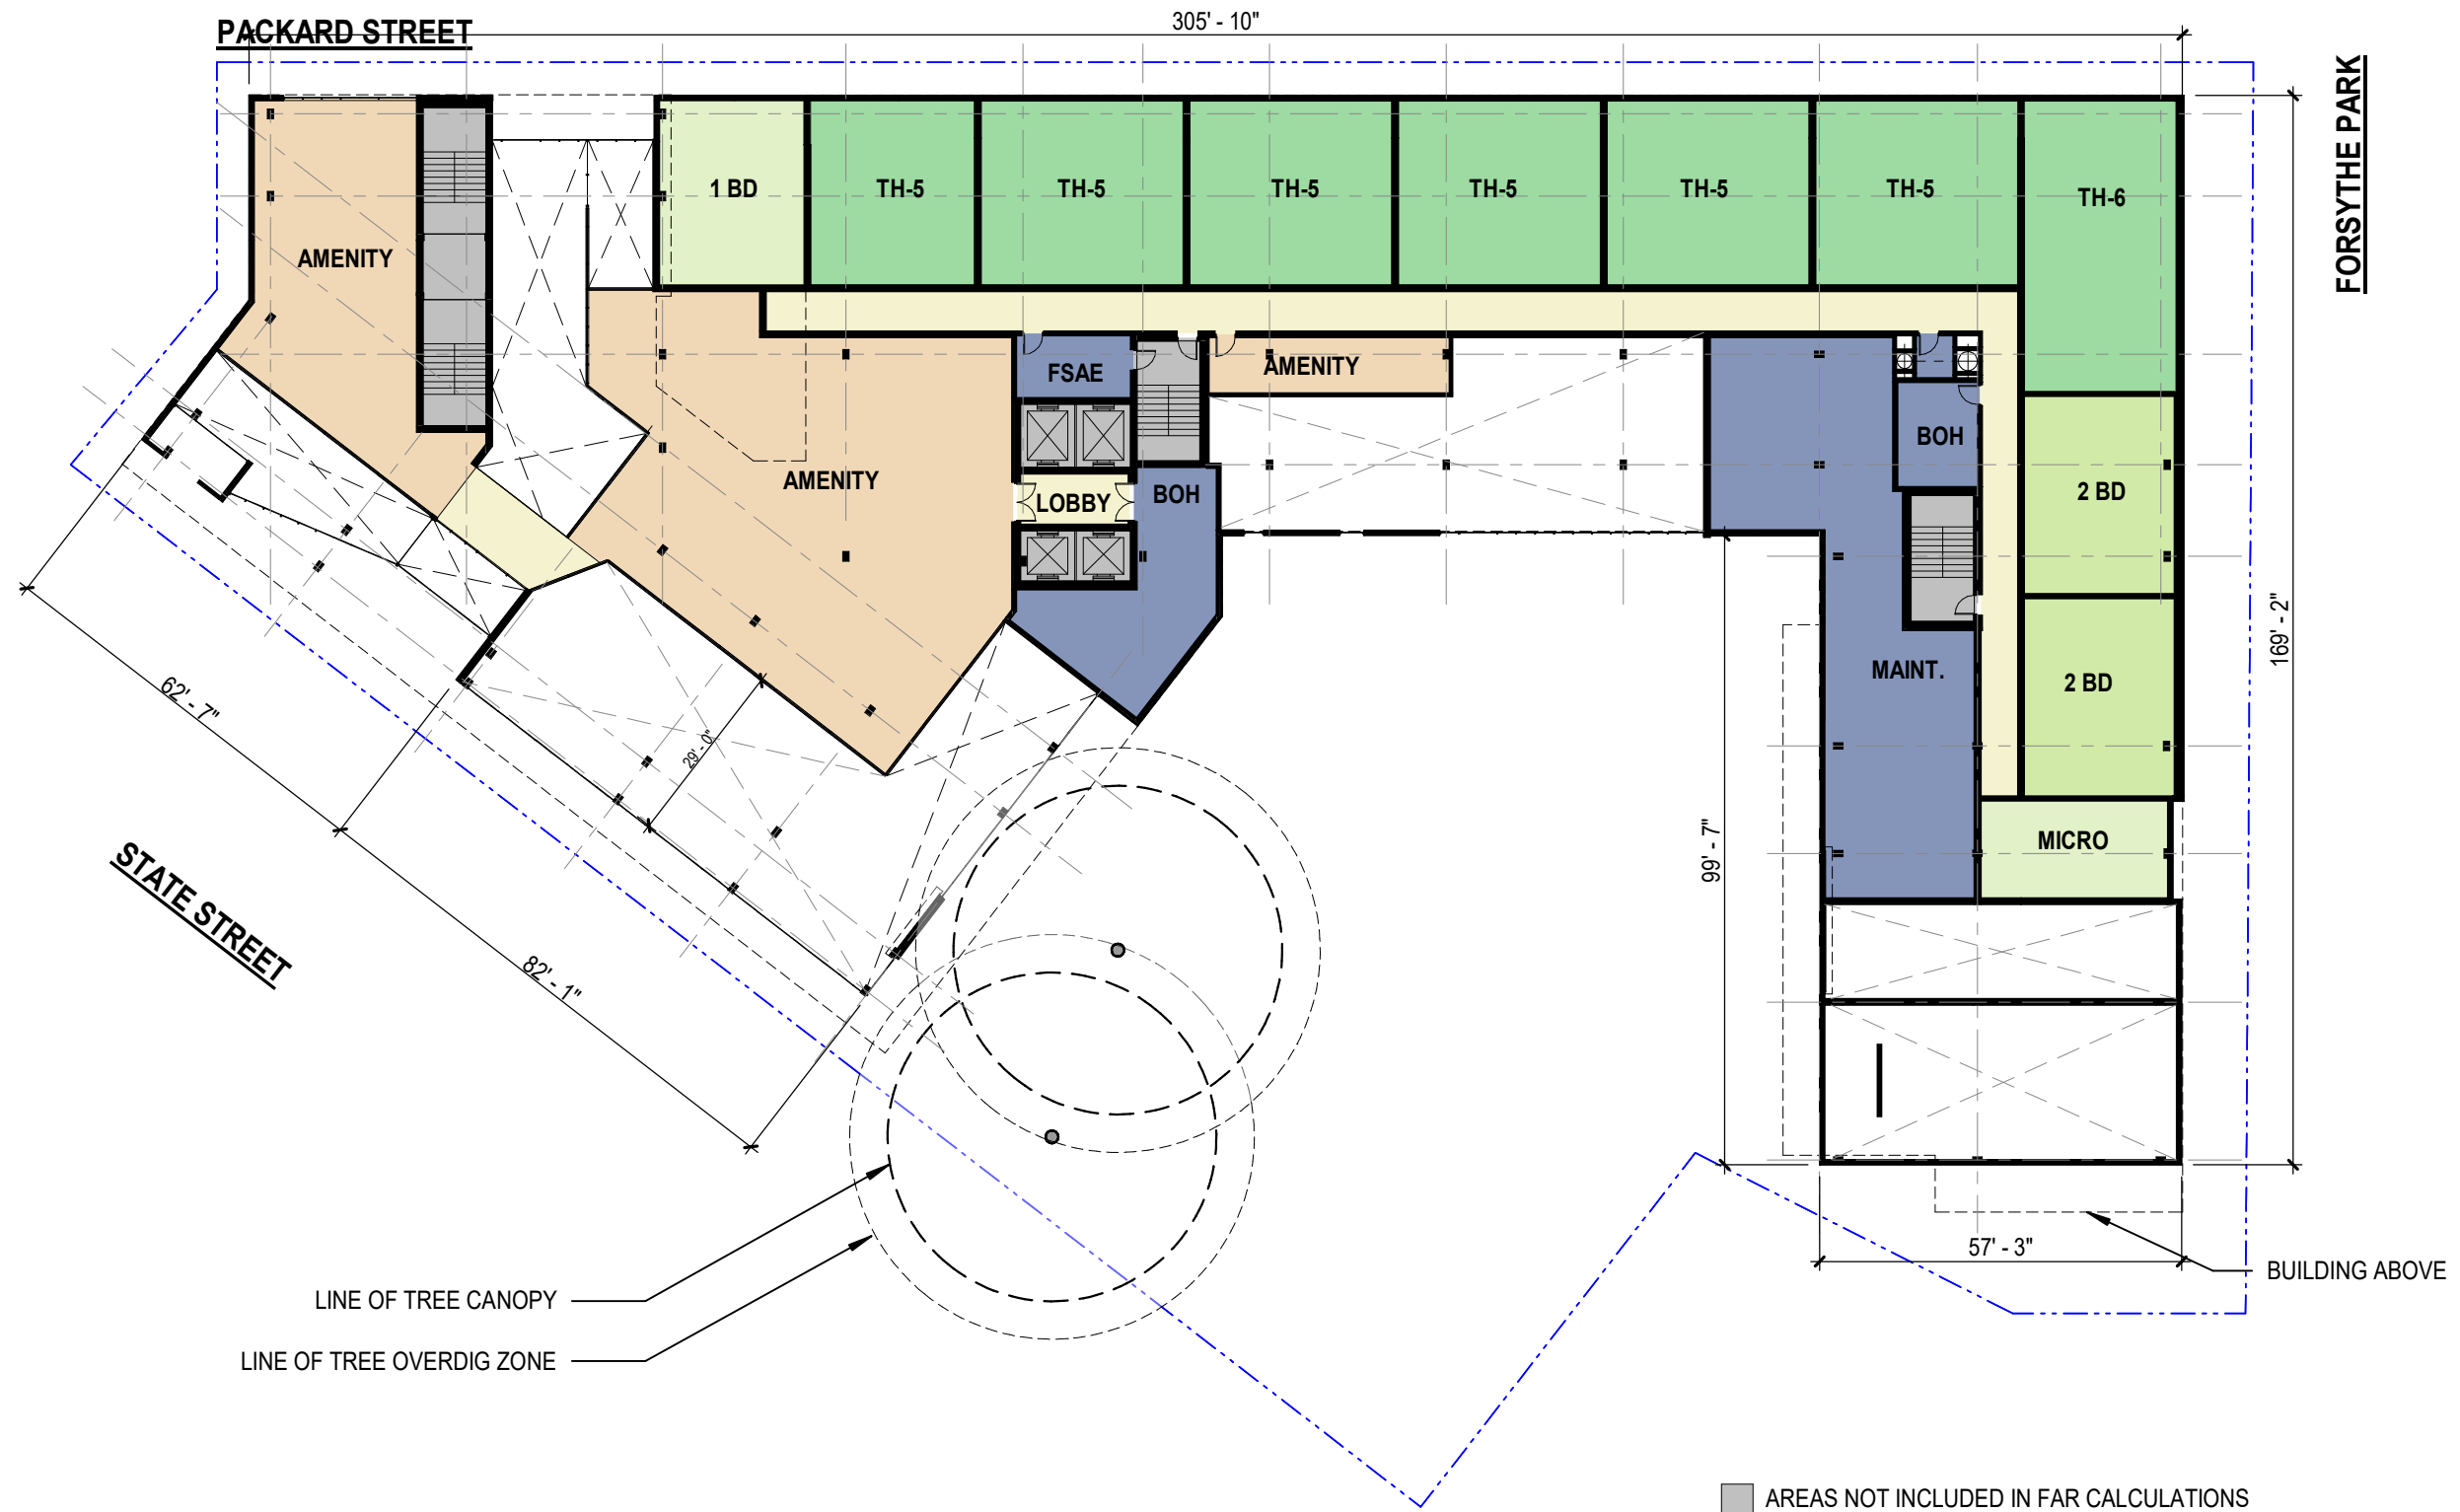 305' - 10"
PACKARD STREET
FORSYTHE PARK
1 BD
TH-5
TH-5
TH-5
TH-5
TH-5
TH-5
TH-6
AMENITY
FSAE
AMENITY
BOH
AMENITY
LOBBY
BOH
2 BD
169' - 2"
MAINT.
2 BD
62' - 7"
29' - 0"
99' - 7"
MICRO
STATE STREET
82' - 1"
57' - 3"
BUILDING ABOVE
LINE OF TREE CANOPY
LINE OF TREE OVERDIG ZONE
AREAS NOT INCLUDED IN FAR CALCULATIONS